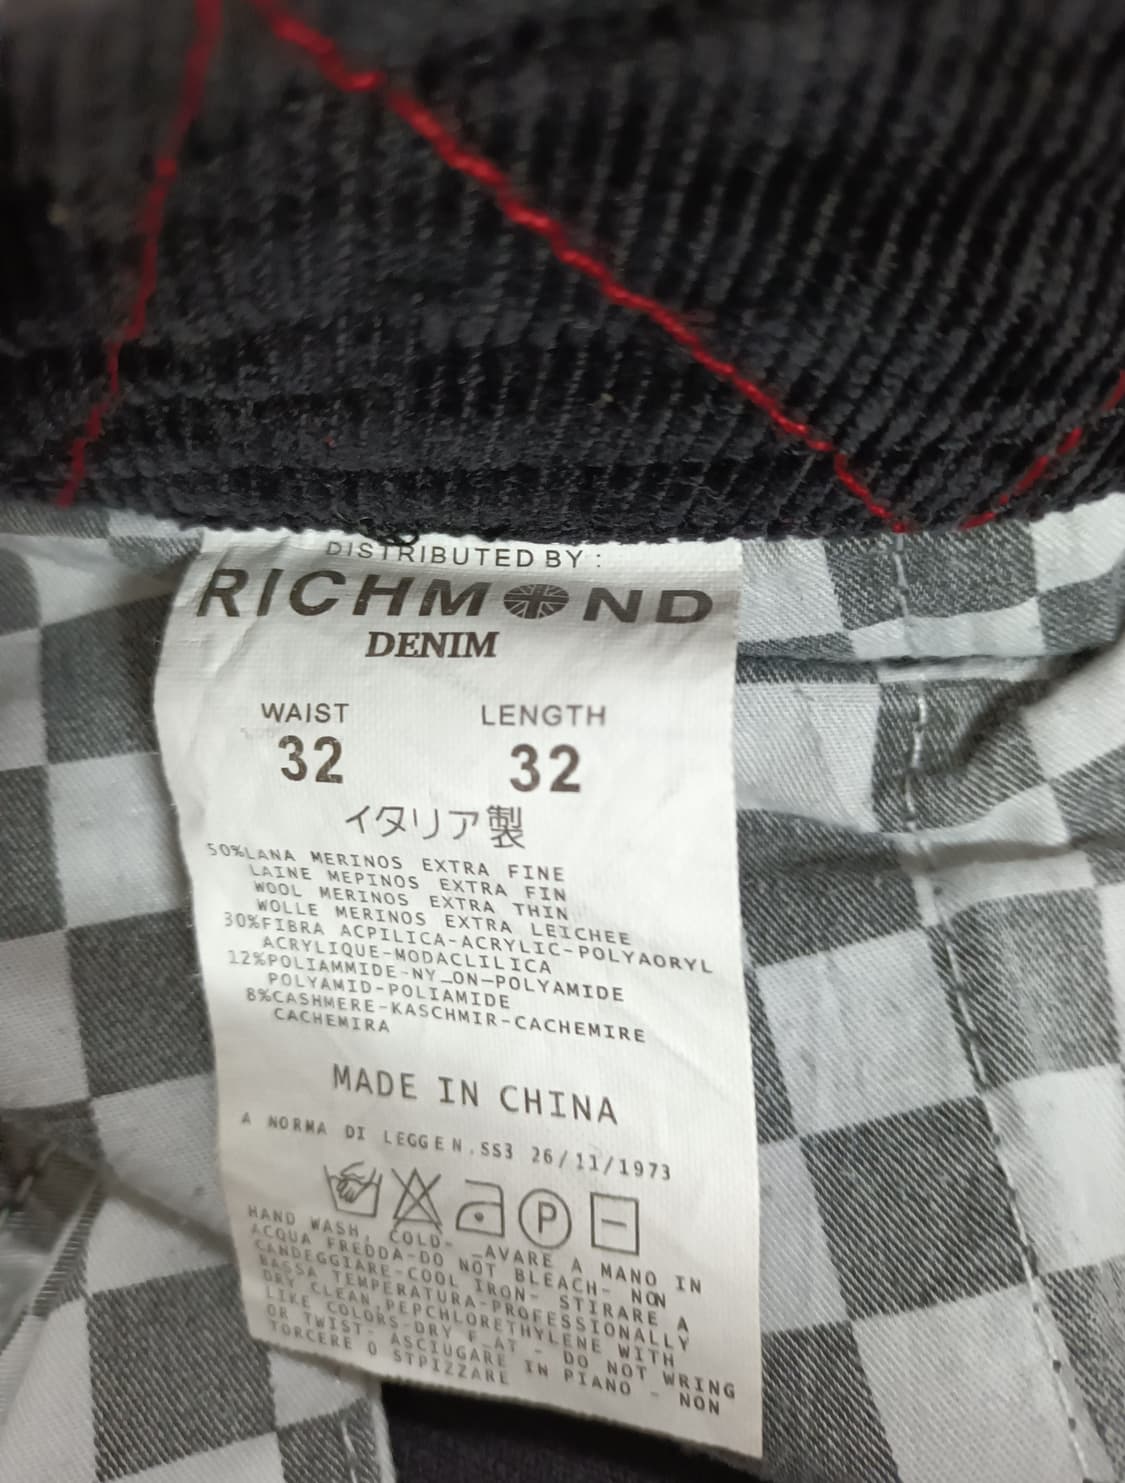 DISTRIBUTED BY :
RICHMOND
DENIM
WAIST LENGTH
32 32
イタリア製
50%LANA MERINOS EXTRA FINE
LAINE MEPINOS EXTRA FIN
WOOL MERINOS EXTRA THIN
WOLLE MERINOS EXTRA LEICHEE
30%FIBRA ACPILICA-ACRYLIC-POLYAORYL
ACRYLIQUE-MODACLILICA
12%POLIAMMIDE-NY_ON-POLYAMIDE
POLYAMID-POLIAMIDE
8%CASHMERE-KASCHMIR-CACHEMIRE
CACHEMIRA
MADE IN CHINA
A NORMA DI LEGGE N.SS3 26/11/1973
P
HAND WASH, COLD- _AVARE A MANO IN
ACQUA FREDDA-DO NOT BLEACH- NON
CANDEGGIARE-COOL IRON- STIRARE A
BASSA TEMPERATURA-PROFESSIONALLY
DRY CLEAN,PEPCHLORETHYLENE WITH
LIKE COLORS-DRY F_AT - DO NOT WRING
OR TWIST- ASCIUGARE IN PIANO - NON
TORCERE O STPIZZARE